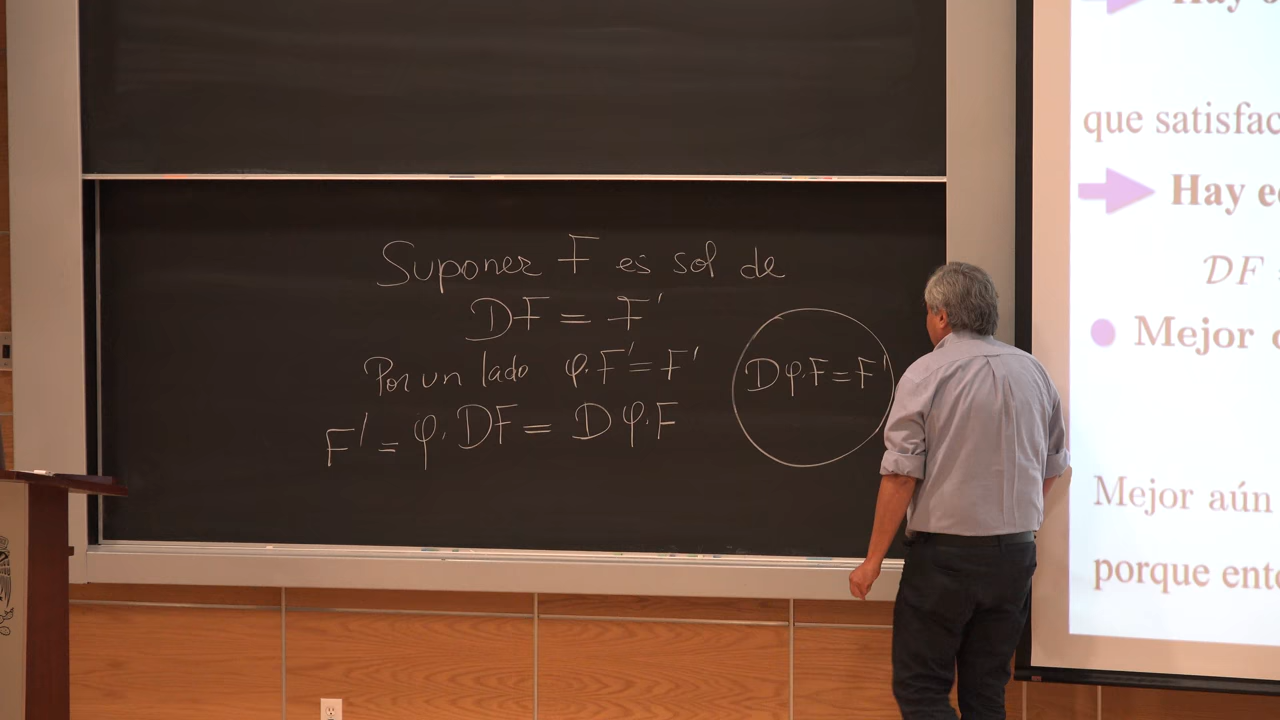 Suponer F es sol de
DF = F'
Por un lado φ·F' = F'
F' = φ·DF = Dφ·F
Dφ·F = F'
que satisfac
Hay e
DF
Mejor
Mejor aún
porque ent